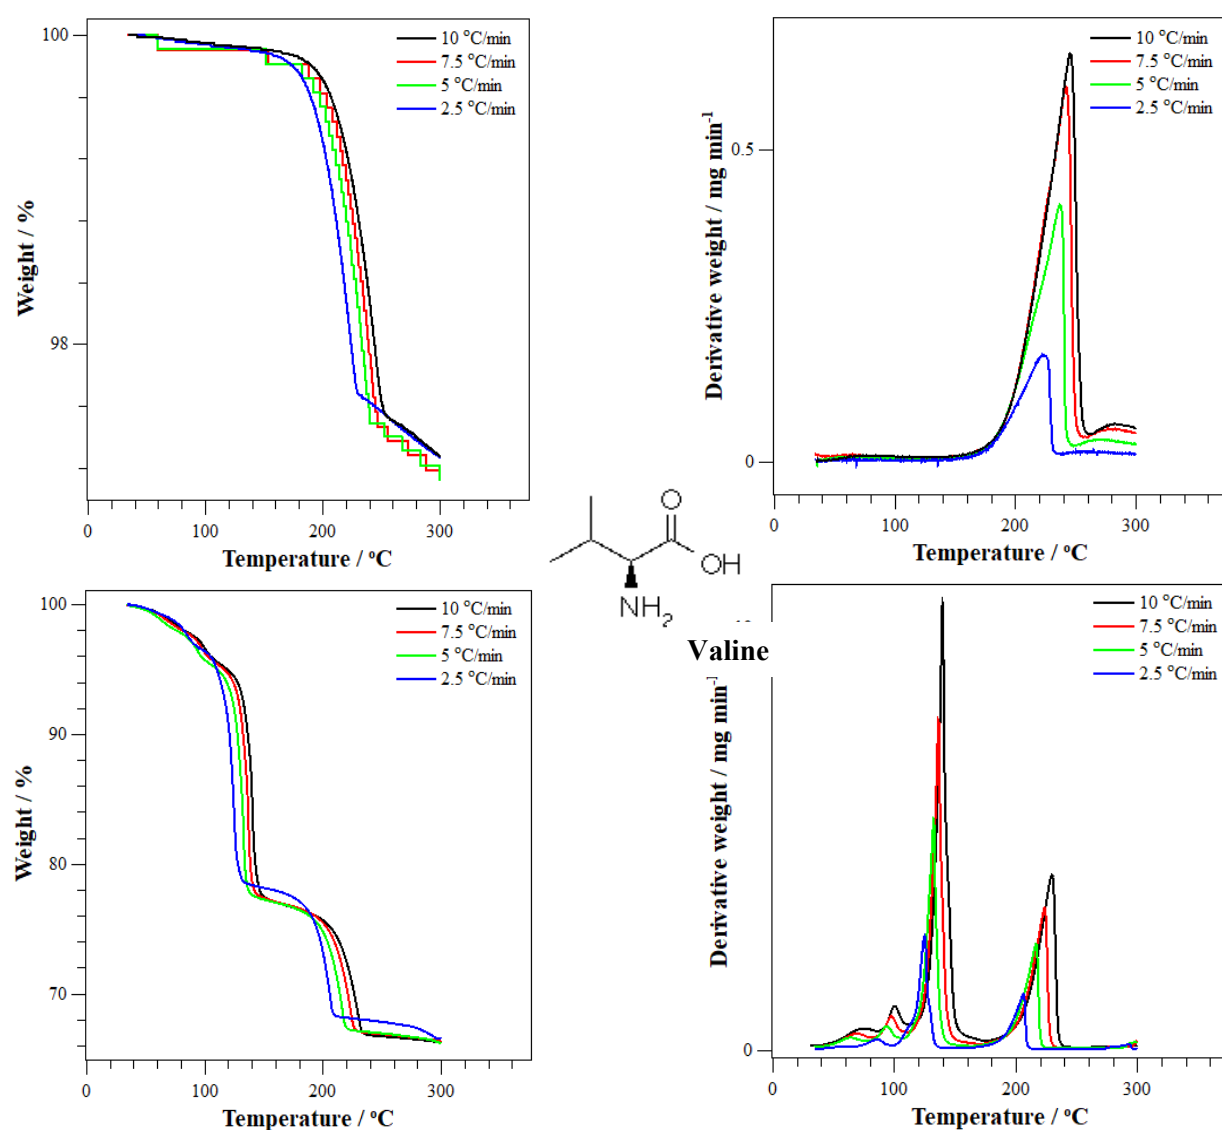 100
98
Weight / %
10 °C/min
7.5 °C/min
5 °C/min
2.5 °C/min
0
100
200
300
Temperature / °C
0.5
0
Derivative weight / mg min-1
10 °C/min
7.5 °C/min
5 °C/min
2.5 °C/min
0
100
200
300
Temperature / °C
O
OH
NH2
Valine
100
90
80
70
Weight / %
10 °C/min
7.5 °C/min
5 °C/min
2.5 °C/min
0
100
200
300
Temperature / °C
0
Derivative weight / mg min-1
10 °C/min
7.5 °C/min
5 °C/min
2.5 °C/min
0
100
200
300
Temperature / °C